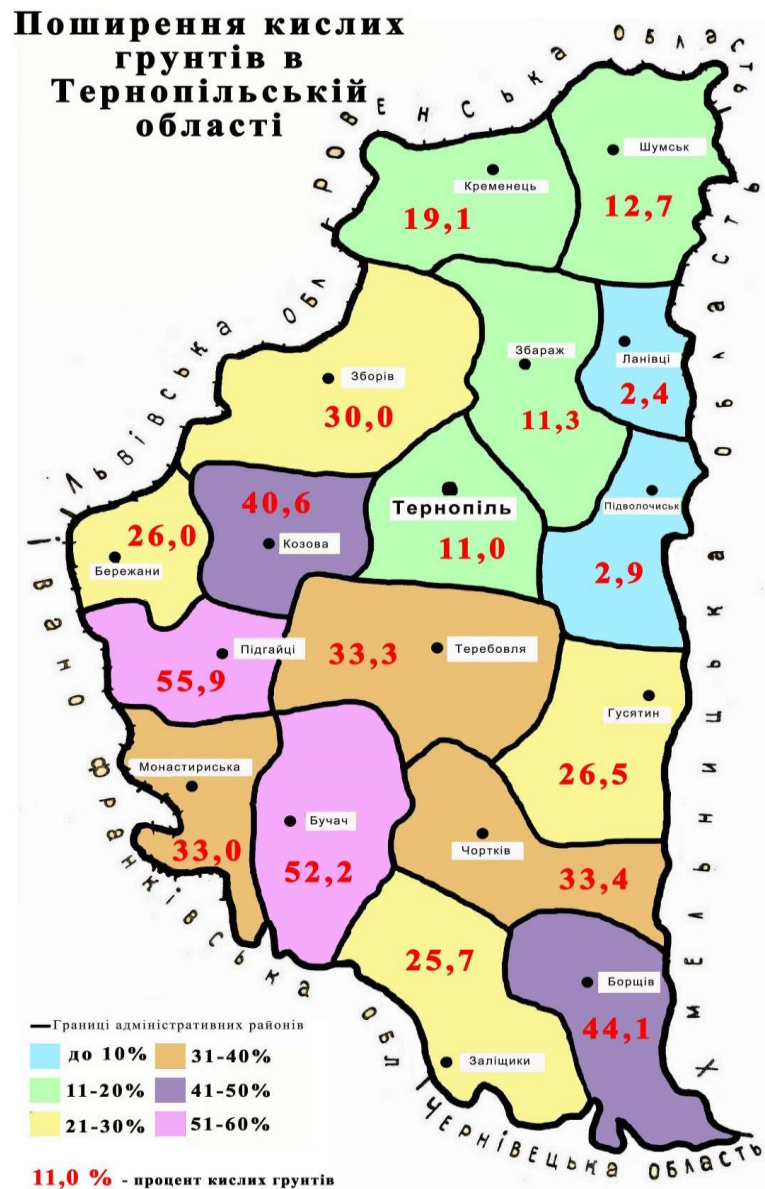 Поширення кислих
грунтів в
Тернопільській
області
РОВЕНСЬКА ОБЛАСТЬ
ЛЬВІВСЬКА ОБЛ
Шумськ
12,7
Кременець
19,1
Ланівці
2,4
Збараж
11,3
Зборів
30,0
Підволочиськ
2,9
Тернопіль
11,0
40,6
Козова
26,0
Бережани
Підгайці
55,9
33,3
Теребовля
Гусятин
26,5
Монастириська
33,0
Бучач
52,2
Чортків
33,4
25,7
Заліщики
Борщів
44,1
ІВАНО ФРАНКІВСЬКА ОБЛ
ХМЕЛЬНИЦЬКА ОБЛАСТЬ
ЧЕРНІВЕЦЬКА ОБЛАСТЬ
Границі адміністративних районів
до 10% 31-40%
11-20% 41-50%
21-30% 51-60%
11,0 % - процент кислих грунтів